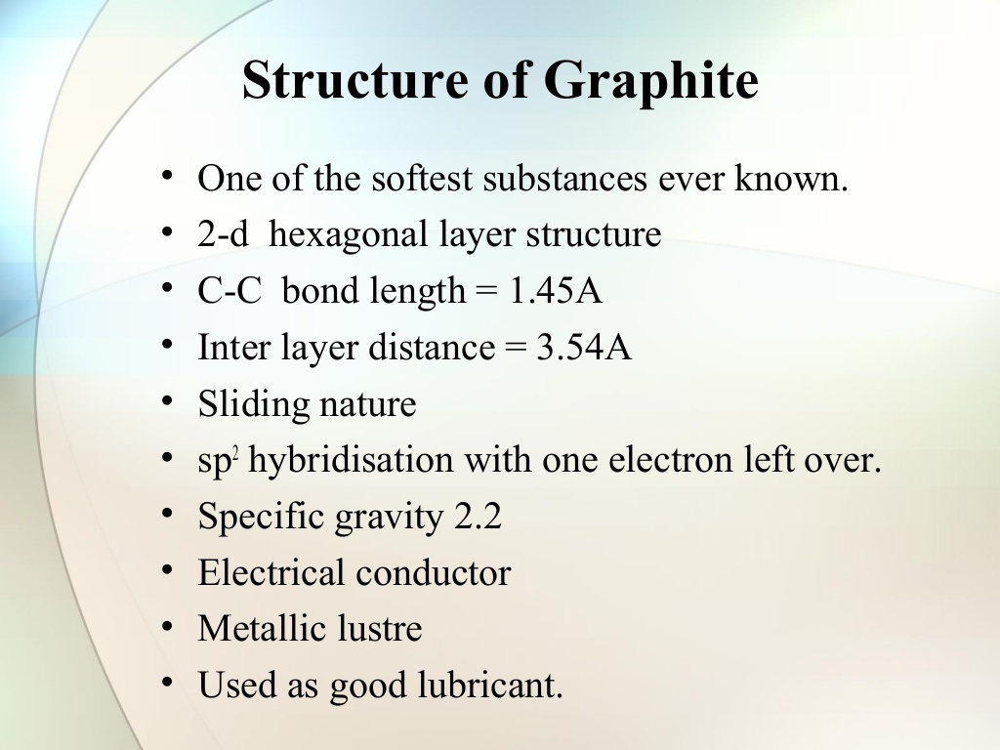 Structure of Graphite
• One of the softest substances ever known.
• 2-d  hexagonal layer structure
• C-C  bond length = 1.45A
• Inter layer distance = 3.54A
• Sliding nature
• sp² hybridisation with one electron left over.
• Specific gravity 2.2
• Electrical conductor
• Metallic lustre
• Used as good lubricant.